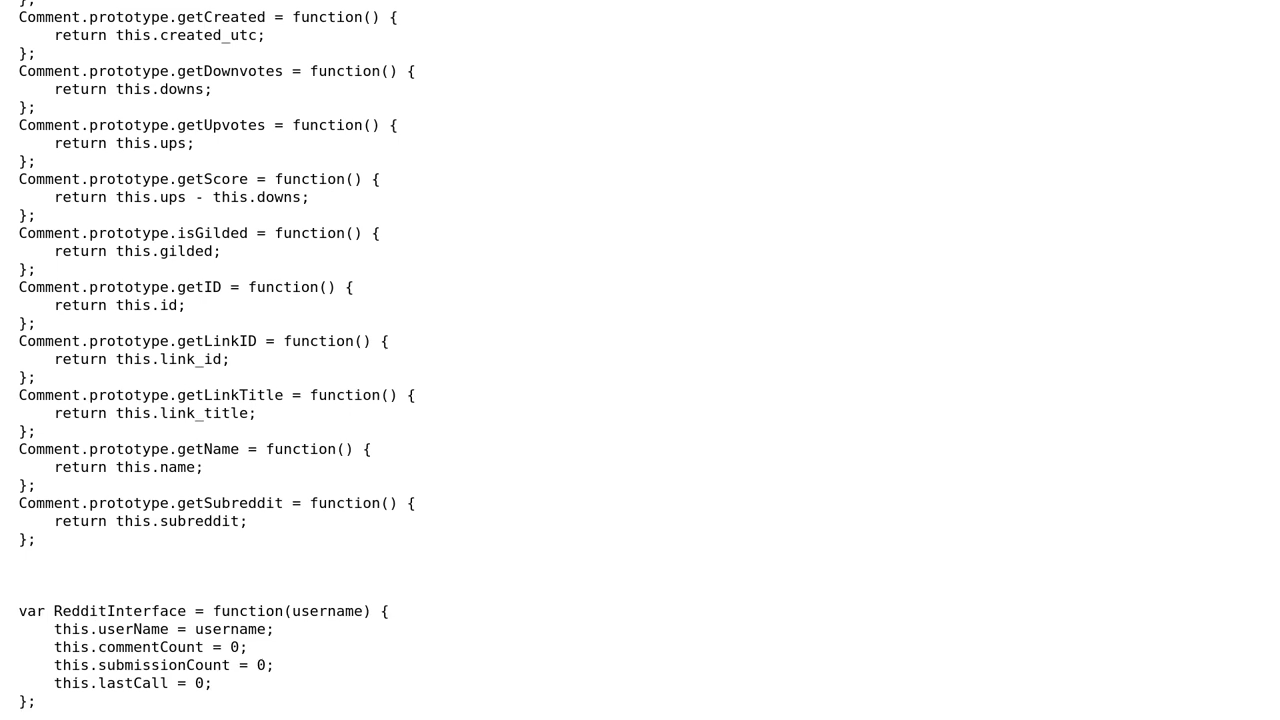 };
Comment.prototype.getCreated = function() {
    return this.created_utc;
};
Comment.prototype.getDownvotes = function() {
    return this.downs;
};
Comment.prototype.getUpvotes = function() {
    return this.ups;
};
Comment.prototype.getScore = function() {
    return this.ups - this.downs;
};
Comment.prototype.isGilded = function() {
    return this.gilded;
};
Comment.prototype.getID = function() {
    return this.id;
};
Comment.prototype.getLinkID = function() {
    return this.link_id;
};
Comment.prototype.getLinkTitle = function() {
    return this.link_title;
};
Comment.prototype.getName = function() {
    return this.name;
};
Comment.prototype.getSubreddit = function() {
    return this.subreddit;
};
var RedditInterface = function(username) {
    this.userName = username;
    this.commentCount = 0;
    this.submissionCount = 0;
    this.lastCall = 0;
};